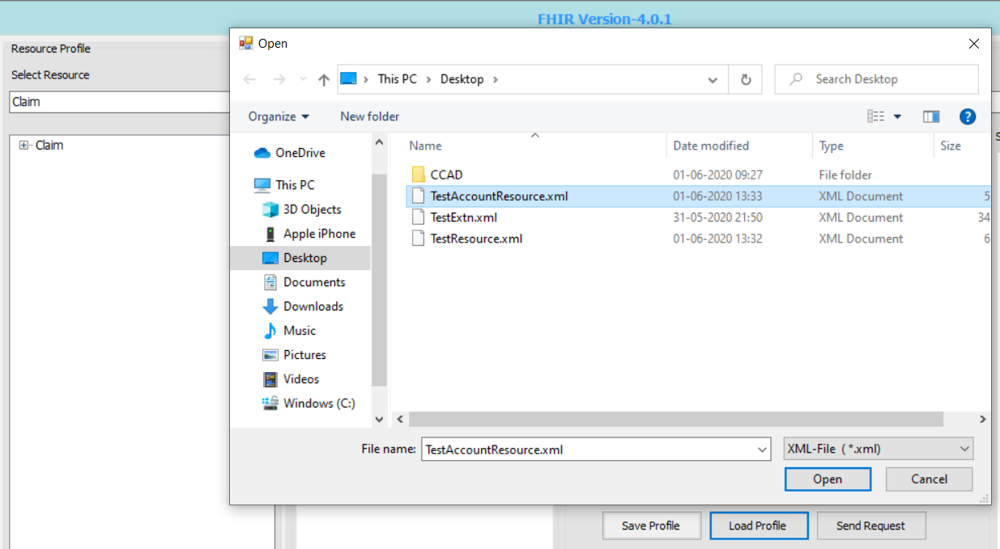 FHIR Version-4.0.1
Resource Profile
Select Resource
Claim
Claim
Open
This PC > Desktop >
Search Desktop
Organize
New folder
?
Name Date modified Type Size
CCAD 01-06-2020 09:27 File folder
TestAccountResource.xml 01-06-2020 13:33 XML Document 5
TestExtn.xml 31-05-2020 21:50 XML Document 34
TestResource.xml 01-06-2020 13:32 XML Document 6
OneDrive
This PC
3D Objects
Apple iPhone
Desktop
Documents
Downloads
Music
Pictures
Videos
Windows (C:)
File name: TestAccountResource.xml
XML-File (*.xml)
Open
Cancel
Save Profile
Load Profile
Send Request